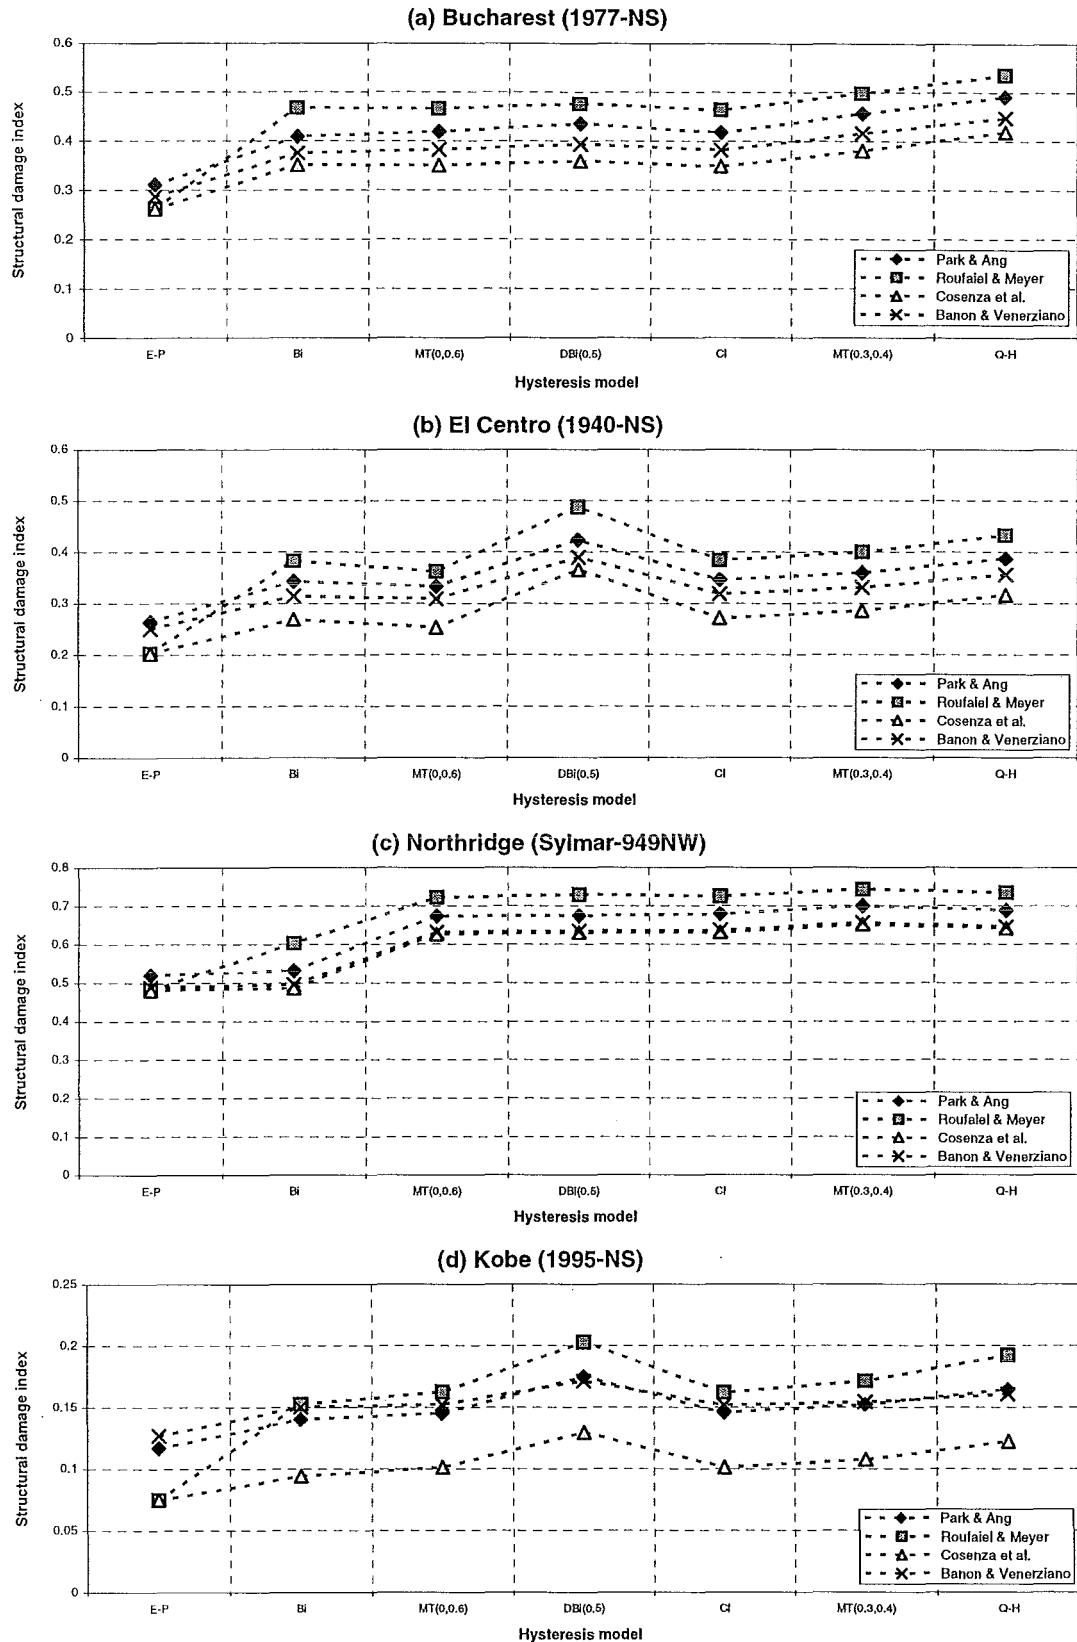 (a) Bucharest (1977-NS)
Structural damage index
0.6
0.5
0.4
0.3
0.2
0.1
0
Park & Ang
Roufaiel & Meyer
Cosenza et al.
Banon & Venerziano
E-P Bi MT(0,0.6) DBi(0.5) Cl MT(0.3,0.4) Q-H
Hysteresis model
(b) El Centro (1940-NS)
Structural damage index
0.6
0.5
0.4
0.3
0.2
0.1
0
Park & Ang
Roufaiel & Meyer
Cosenza et al.
Banon & Venerziano
E-P Bi MT(0,0.6) DBi(0.5) Cl MT(0.3,0.4) Q-H
Hysteresis model
(c) Northridge (Sylmar-949NW)
Structural damage index
0.8
0.7
0.6
0.5
0.4
0.3
0.2
0.1
0
Park & Ang
Roufaiel & Meyer
Cosenza et al.
Banon & Venerziano
E-P Bi MT(0,0.6) DBi(0.5) Cl MT(0.3,0.4) Q-H
Hysteresis model
(d) Kobe (1995-NS)
Structural damage index
0.25
0.2
0.15
0.1
0.05
0
Park & Ang
Roufaiel & Meyer
Cosenza et al.
Banon & Venerziano
E-P Bi MT(0,0.6) DBi(0.5) Cl MT(0.3,0.4) Q-H
Hysteresis model